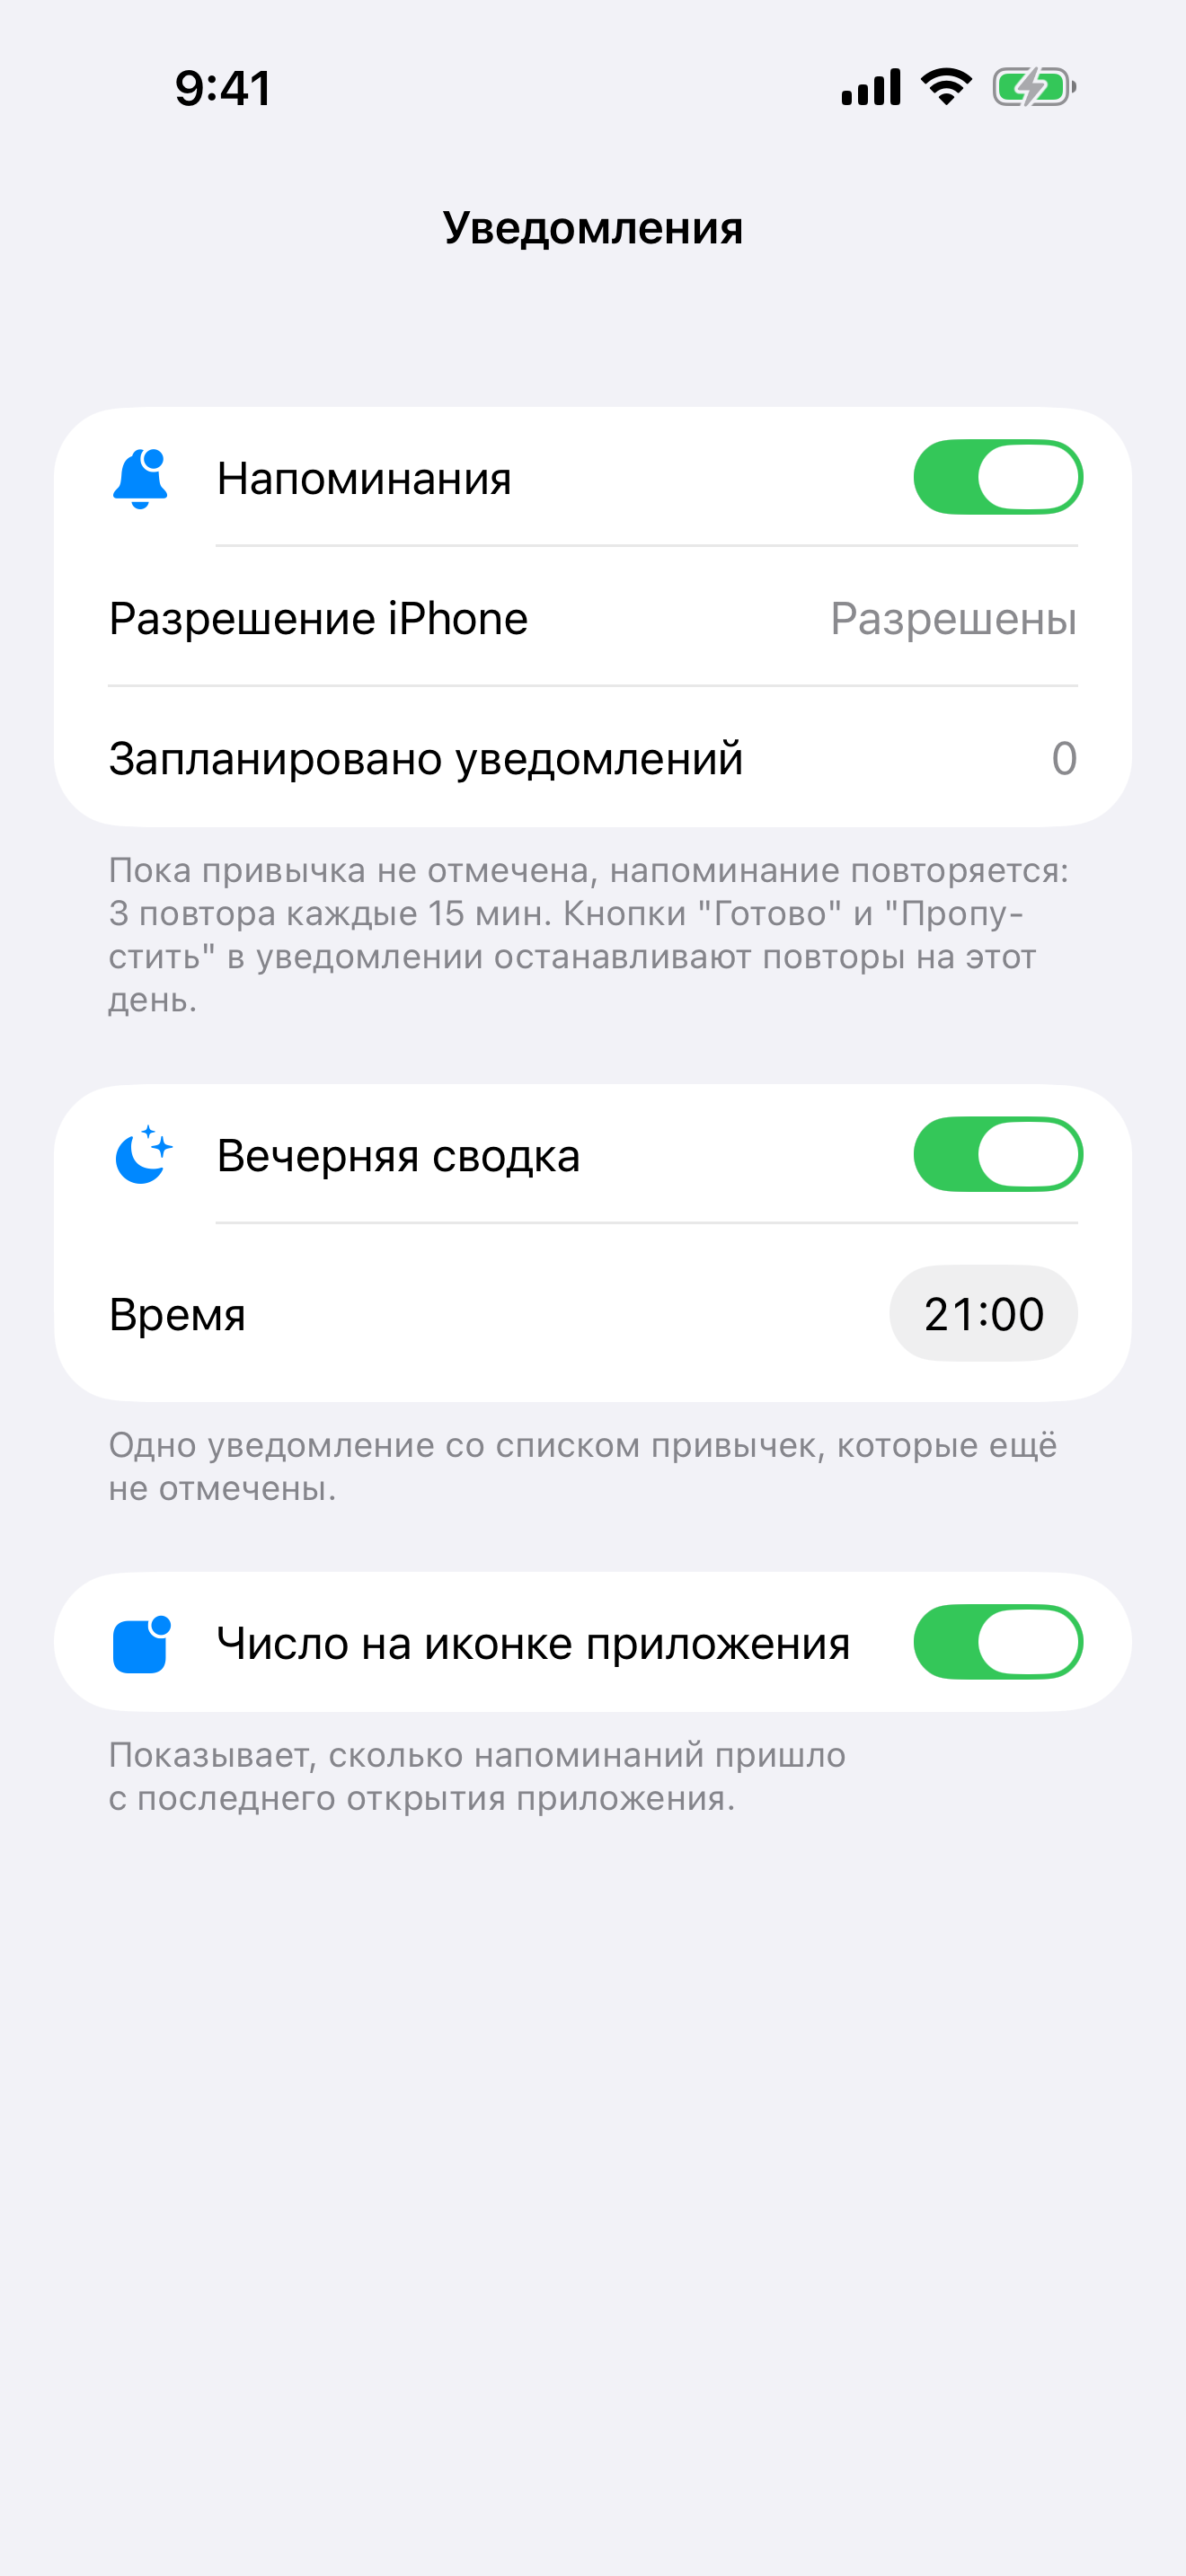 9:41
Уведомления
Напоминания
Разрешение iPhone Разрешены
Запланировано уведомлений 0
Пока привычка не отмечена, напоминание повторяется:
3 повтора каждые 15 мин. Кнопки "Готово" и "Пропу-
стить" в уведомлении останавливают повторы на этот
день.
Вечерняя сводка
Время 21:00
Одно уведомление со списком привычек, которые ещё
не отмечены.
Число на иконке приложения
Показывает, сколько напоминаний пришло
с последнего открытия приложения.